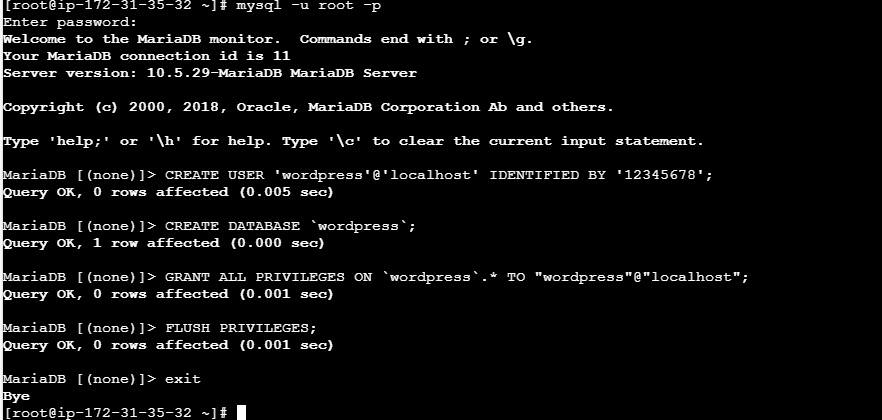 [root@ip-172-31-35-32 ~]# mysql -u root -p
Enter password:
Welcome to the MariaDB monitor.  Commands end with ; or \g.
Your MariaDB connection id is 11
Server version: 10.5.29-MariaDB MariaDB Server
Copyright (c) 2000, 2018, Oracle, MariaDB Corporation Ab and others.
Type 'help;' or '\h' for help. Type '\c' to clear the current input statement.
MariaDB [(none)]> CREATE USER 'wordpress'@'localhost' IDENTIFIED BY '12345678';
Query OK, 0 rows affected (0.005 sec)
MariaDB [(none)]> CREATE DATABASE `wordpress`;
Query OK, 1 row affected (0.000 sec)
MariaDB [(none)]> GRANT ALL PRIVILEGES ON `wordpress`.* TO "wordpress"@"localhost";
Query OK, 0 rows affected (0.001 sec)
MariaDB [(none)]> FLUSH PRIVILEGES;
Query OK, 0 rows affected (0.001 sec)
MariaDB [(none)]> exit
Bye
[root@ip-172-31-35-32 ~]#